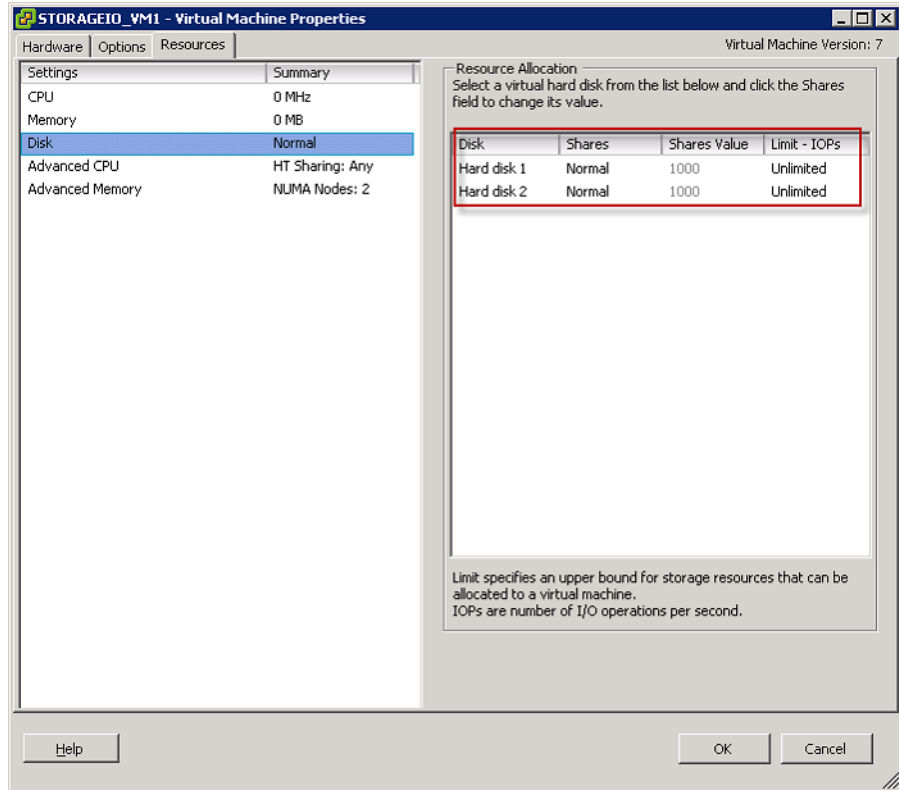 STORAGEIO_VM1 - Virtual Machine Properties
Hardware Options Resources Virtual Machine Version: 7
Settings Summary
CPU 0 MHz
Memory 0 MB
Disk Normal
Advanced CPU HT Sharing: Any
Advanced Memory NUMA Nodes: 2
Resource Allocation
Select a virtual hard disk from the list below and click the Shares
field to change its value.
Disk Shares Shares Value Limit - IOPs
Hard disk 1 Normal 1000 Unlimited
Hard disk 2 Normal 1000 Unlimited
Limit specifies an upper bound for storage resources that can be
allocated to a virtual machine.
IOPs are number of I/O operations per second.
Help OK Cancel